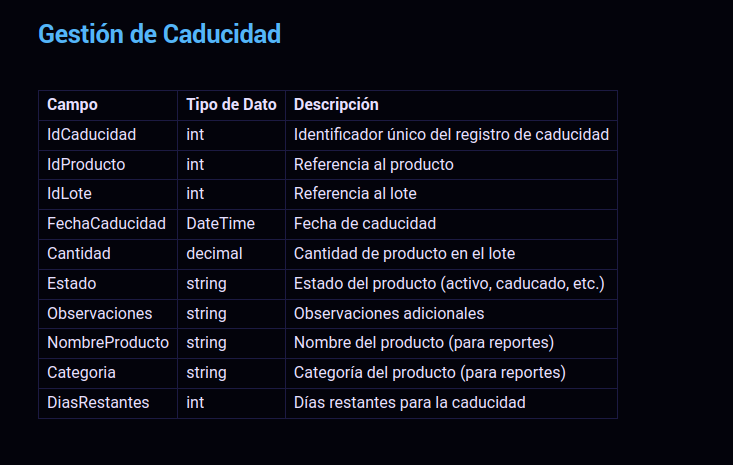 Gestión de Caducidad
Campo Tipo de Dato Descripción
IdCaducidad int Identificador único del registro de caducidad
IdProducto int Referencia al producto
IdLote int Referencia al lote
FechaCaducidad DateTime Fecha de caducidad
Cantidad decimal Cantidad de producto en el lote
Estado string Estado del producto (activo, caducado, etc.)
Observaciones string Observaciones adicionales
NombreProducto string Nombre del producto (para reportes)
Categoria string Categoría del producto (para reportes)
DiasRestantes int Días restantes para la caducidad